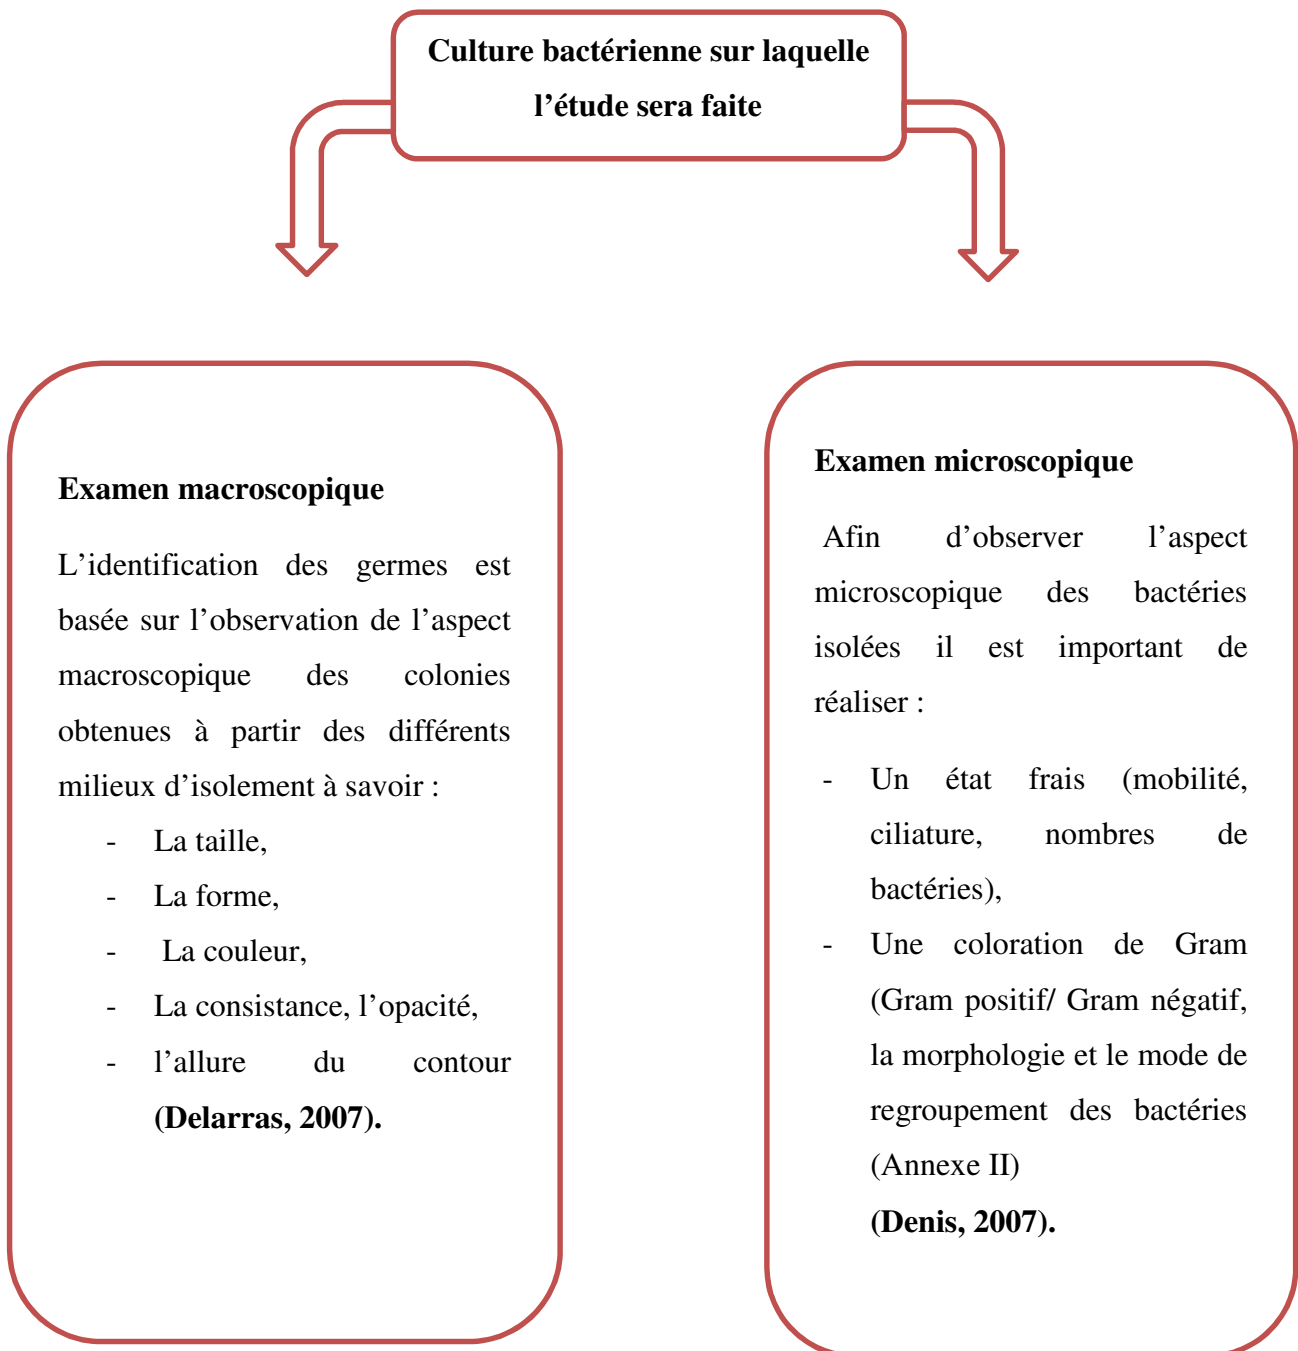 Culture bactérienne sur laquelle
l’étude sera faite
Examen macroscopique
L’identification des germes est
basée sur l’observation de l’aspect
macroscopique des colonies
obtenues à partir des différents
milieux d’isolement à savoir :
- La taille,
- La forme,
- La couleur,
- La consistance, l’opacité,
- l’allure du contour
(Delarras, 2007).
Examen microscopique
Afin d’observer l’aspect
microscopique des bactéries
isolées il est important de
réaliser :
- Un état frais (mobilité,
ciliature, nombres de
bactéries),
- Une coloration de Gram
(Gram positif/ Gram négatif,
la morphologie et le mode de
regroupement des bactéries
(Annexe II)
(Denis, 2007).